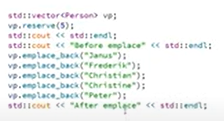 std::vector<Person> vp;
vp.reserve(5);
std::cout << std::endl;
std::cout << "Before emplace" << std::endl;
vp.emplace_back("Janus");
vp.emplace_back("Frederik");
vp.emplace_back("Christian");
vp.emplace_back("Christine");
vp.emplace_back("Peter");
std::cout << "After emplace" << std::endl;